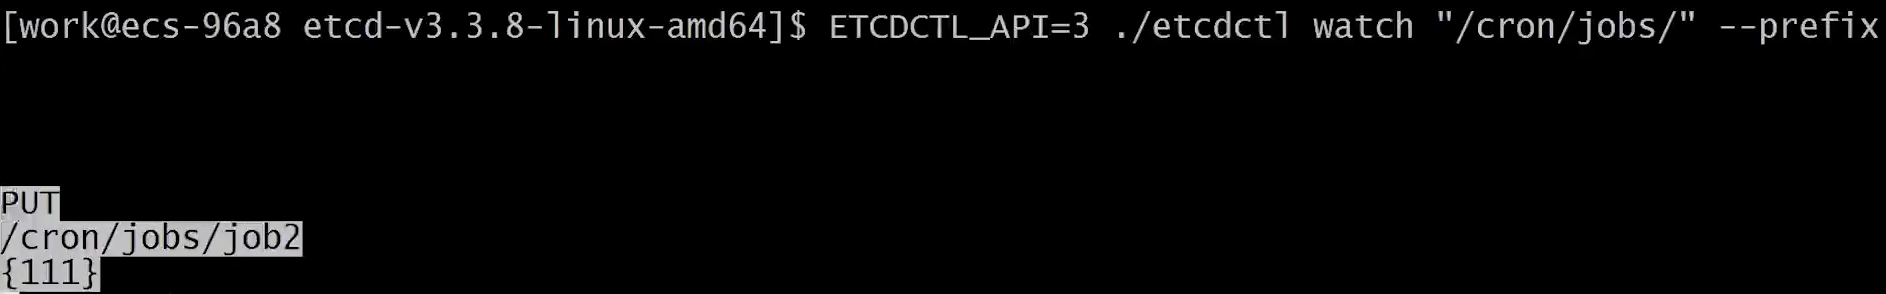 [work@ecs-96a8 etcd-v3.3.8-linux-amd64]$ ETCDCTL_API=3 ./etcdctl watch "/cron/jobs/" --prefix
PUT
/cron/jobs/job2
{111}